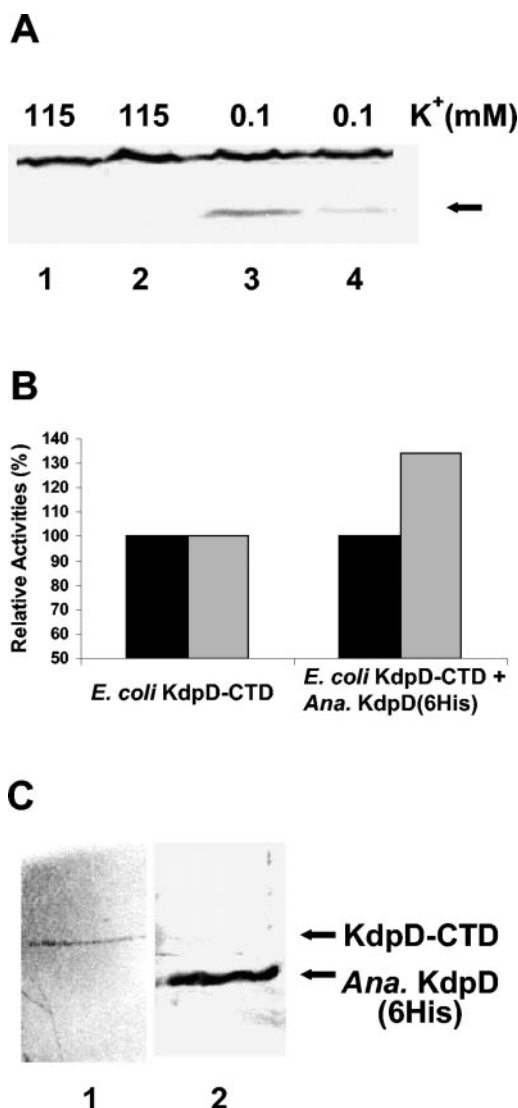 A
115 115 0.1 0.1 K+(mM)
1 2 3 4
B
Relative Activities (%)
140
130
120
110
100
90
80
70
60
50
E. coli KdpD-CTD
E. coli KdpD-CTD +
Ana. KdpD(6His)
C
KdpD-CTD
Ana. KdpD
(6His)
1 2